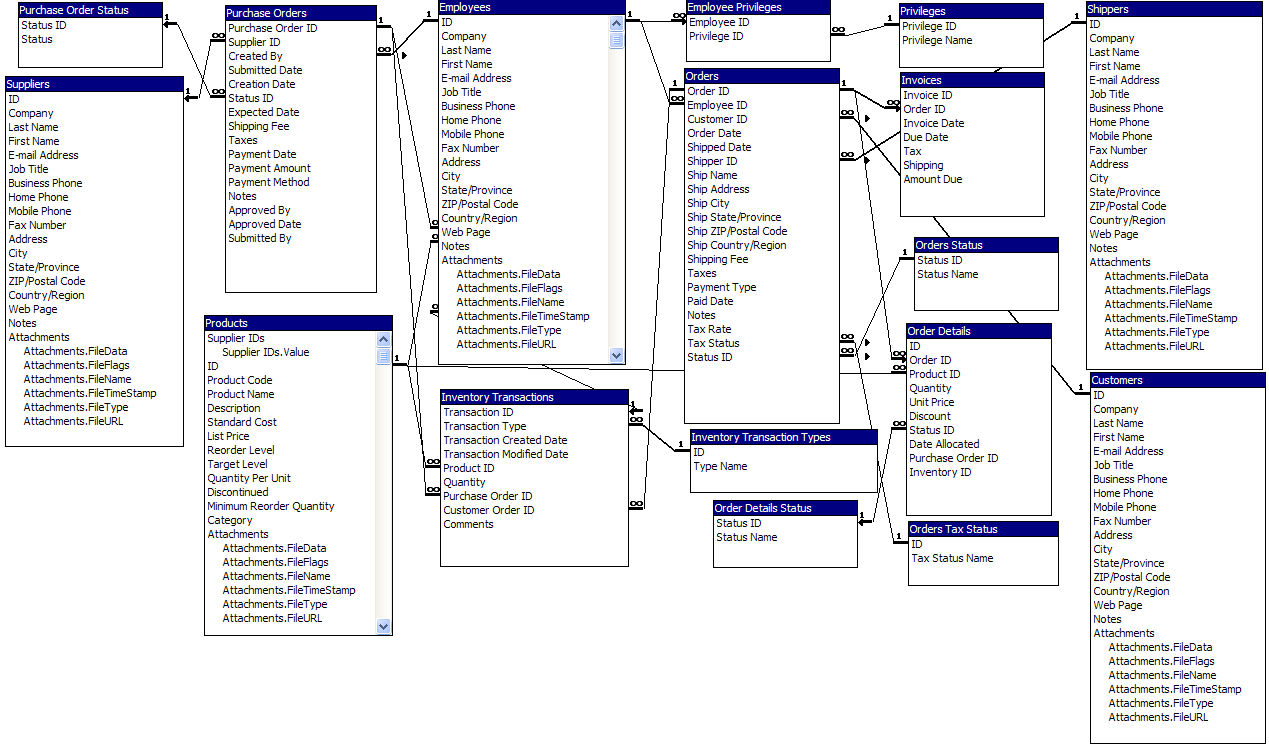 Purchase Order Status
Status ID
Status
Purchase Orders
Purchase Order ID
Supplier ID
Created By
Submitted Date
Creation Date
Status ID
Expected Date
Shipping Fee
Taxes
Payment Date
Payment Amount
Payment Method
Notes
Approved By
Approved Date
Submitted By
Employees
ID
Company
Last Name
First Name
E-mail Address
Job Title
Business Phone
Home Phone
Mobile Phone
Fax Number
Address
City
State/Province
ZIP/Postal Code
Country/Region
Web Page
Notes
Attachments
Attachments.FileData
Attachments.FileFlags
Attachments.FileName
Attachments.FileTimeStamp
Attachments.FileType
Attachments.FileURL
Employee Privileges
Employee ID
Privilege ID
Privileges
Privilege ID
Privilege Name
Shippers
ID
Company
Last Name
First Name
E-mail Address
Job Title
Business Phone
Home Phone
Mobile Phone
Fax Number
Address
City
State/Province
ZIP/Postal Code
Country/Region
Web Page
Notes
Attachments
Attachments.FileData
Attachments.FileFlags
Attachments.FileName
Attachments.FileTimeStamp
Attachments.FileType
Attachments.FileURL
Suppliers
ID
Company
Last Name
First Name
E-mail Address
Job Title
Business Phone
Home Phone
Mobile Phone
Fax Number
Address
City
State/Province
ZIP/Postal Code
Country/Region
Web Page
Notes
Attachments
Attachments.FileData
Attachments.FileFlags
Attachments.FileName
Attachments.FileTimeStamp
Attachments.FileType
Attachments.FileURL
Orders
Order ID
Employee ID
Customer ID
Order Date
Shipped Date
Shipper ID
Ship Name
Ship Address
Ship City
Ship State/Province
Ship ZIP/Postal Code
Ship Country/Region
Shipping Fee
Taxes
Payment Type
Paid Date
Notes
Tax Rate
Tax Status
Status ID
Invoices
Invoice ID
Order ID
Invoice Date
Due Date
Tax
Shipping
Amount Due
Orders Status
Status ID
Status Name
Products
Supplier IDs
Supplier IDs.Value
ID
Product Code
Product Name
Description
Standard Cost
List Price
Reorder Level
Target Level
Quantity Per Unit
Discontinued
Minimum Reorder Quantity
Category
Attachments
Attachments.FileData
Attachments.FileFlags
Attachments.FileName
Attachments.FileTimeStamp
Attachments.FileType
Attachments.FileURL
Order Details
ID
Order ID
Product ID
Quantity
Unit Price
Discount
Status ID
Date Allocated
Purchase Order ID
Inventory ID
Customers
ID
Company
Last Name
First Name
E-mail Address
Job Title
Business Phone
Home Phone
Mobile Phone
Fax Number
Address
City
State/Province
ZIP/Postal Code
Country/Region
Web Page
Notes
Attachments
Attachments.FileData
Attachments.FileFlags
Attachments.FileName
Attachments.FileTimeStamp
Attachments.FileType
Attachments.FileURL
Inventory Transactions
Transaction ID
Transaction Type
Transaction Created Date
Transaction Modified Date
Product ID
Quantity
Purchase Order ID
Customer Order ID
Comments
Inventory Transaction Types
ID
Type Name
Order Details Status
Status ID
Status Name
Orders Tax Status
ID
Tax Status Name